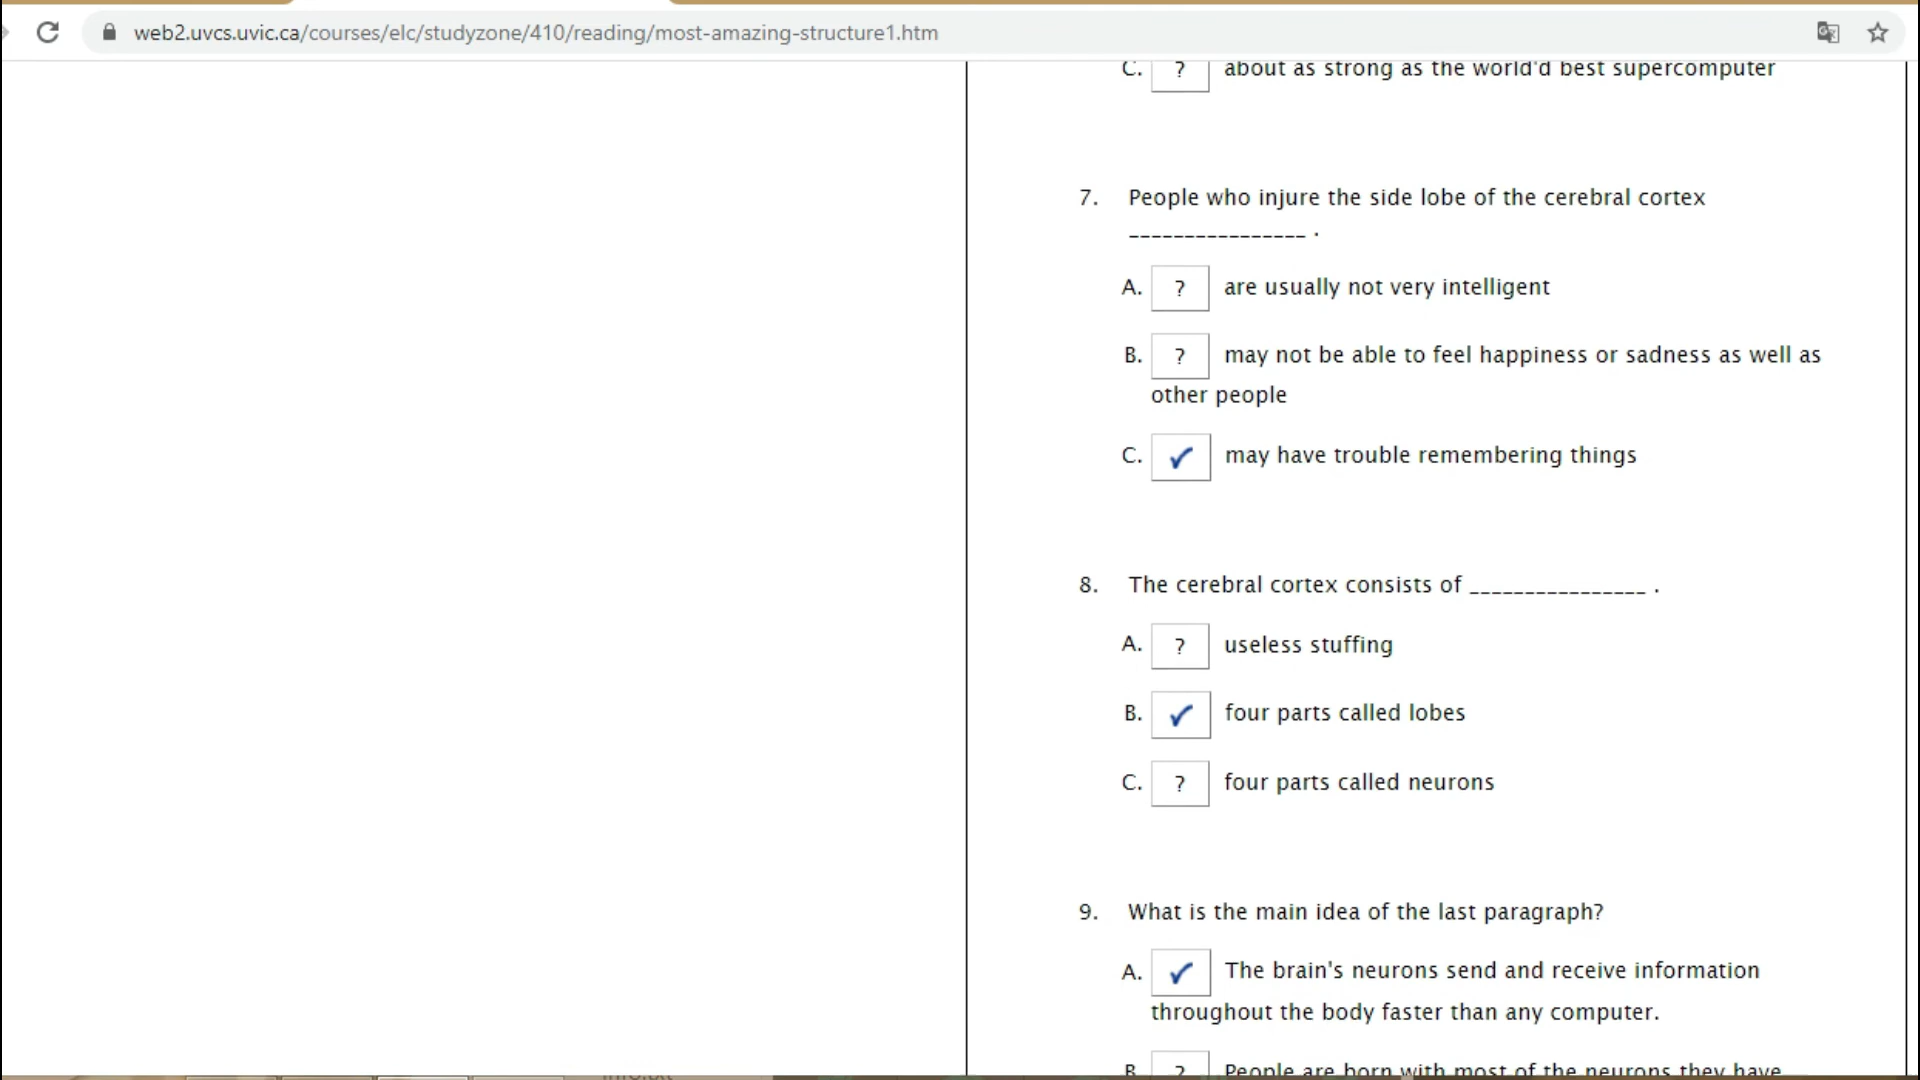 web2.uvcs.uvic.ca/courses/elc/studyzone/410/reading/most-amazing-structure1.htm
C. ? about as strong as the world'd best supercomputer
7. People who injure the side lobe of the cerebral cortex
________________ .
A. ? are usually not very intelligent
B. ? may not be able to feel happiness or sadness as well as
other people
C. ✓ may have trouble remembering things
8. The cerebral cortex consists of ________________ .
A. ? useless stuffing
B. ✓ four parts called lobes
C. ? four parts called neurons
9. What is the main idea of the last paragraph?
A. ✓ The brain's neurons send and receive information
throughout the body faster than any computer.
B. ? People are born with most of the neurons they have